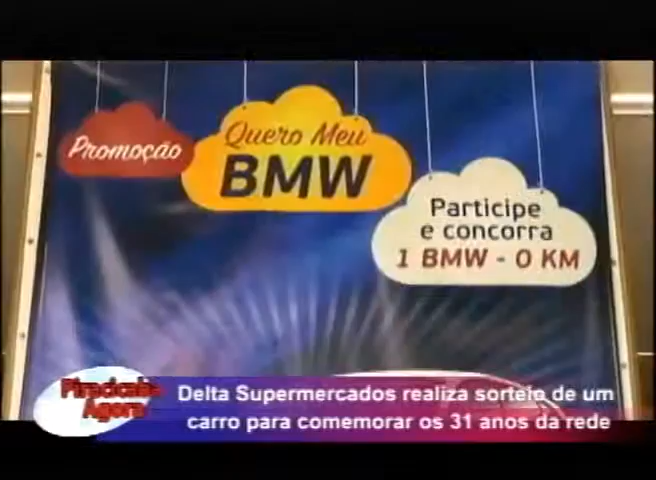 Promoção
Quero Meu
BMW
Participe
e concorra
1 BMW - 0 KM
Piracicaba
Agora
Delta Supermercados realiza sorteio de um
carro para comemorar os 31 anos da rede